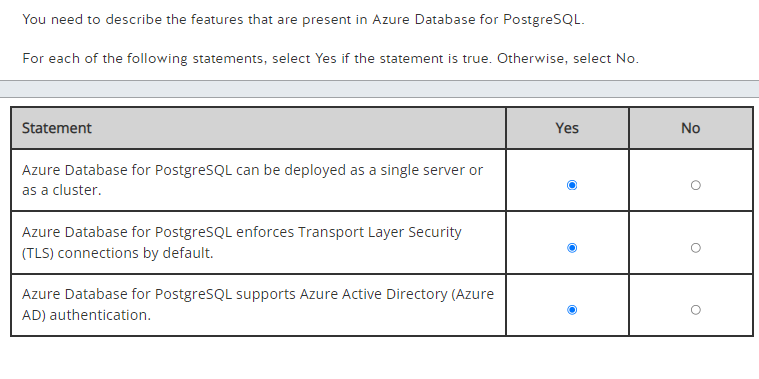 You need to describe the features that are present in Azure Database for PostgreSQL.
For each of the following statements, select Yes if the statement is true. Otherwise, select No.
Statement Yes No
Azure Database for PostgreSQL can be deployed as a single server or
as a cluster.
Azure Database for PostgreSQL enforces Transport Layer Security
(TLS) connections by default.
Azure Database for PostgreSQL supports Azure Active Directory (Azure
AD) authentication.